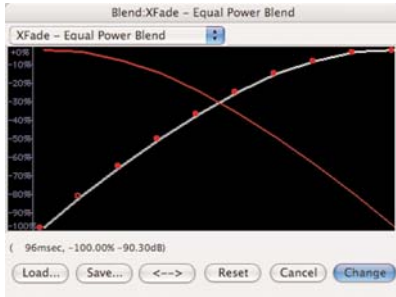 Blend:XFade – Equal Power Blend
XFade – Equal Power Blend
+0%
-10%
-20%
-30%
-40%
-50%
-60%
-70%
-80%
-90%
-100%
( 96msec, -100.00% -90.30dB)
Load... Save... <--> Reset Cancel Change